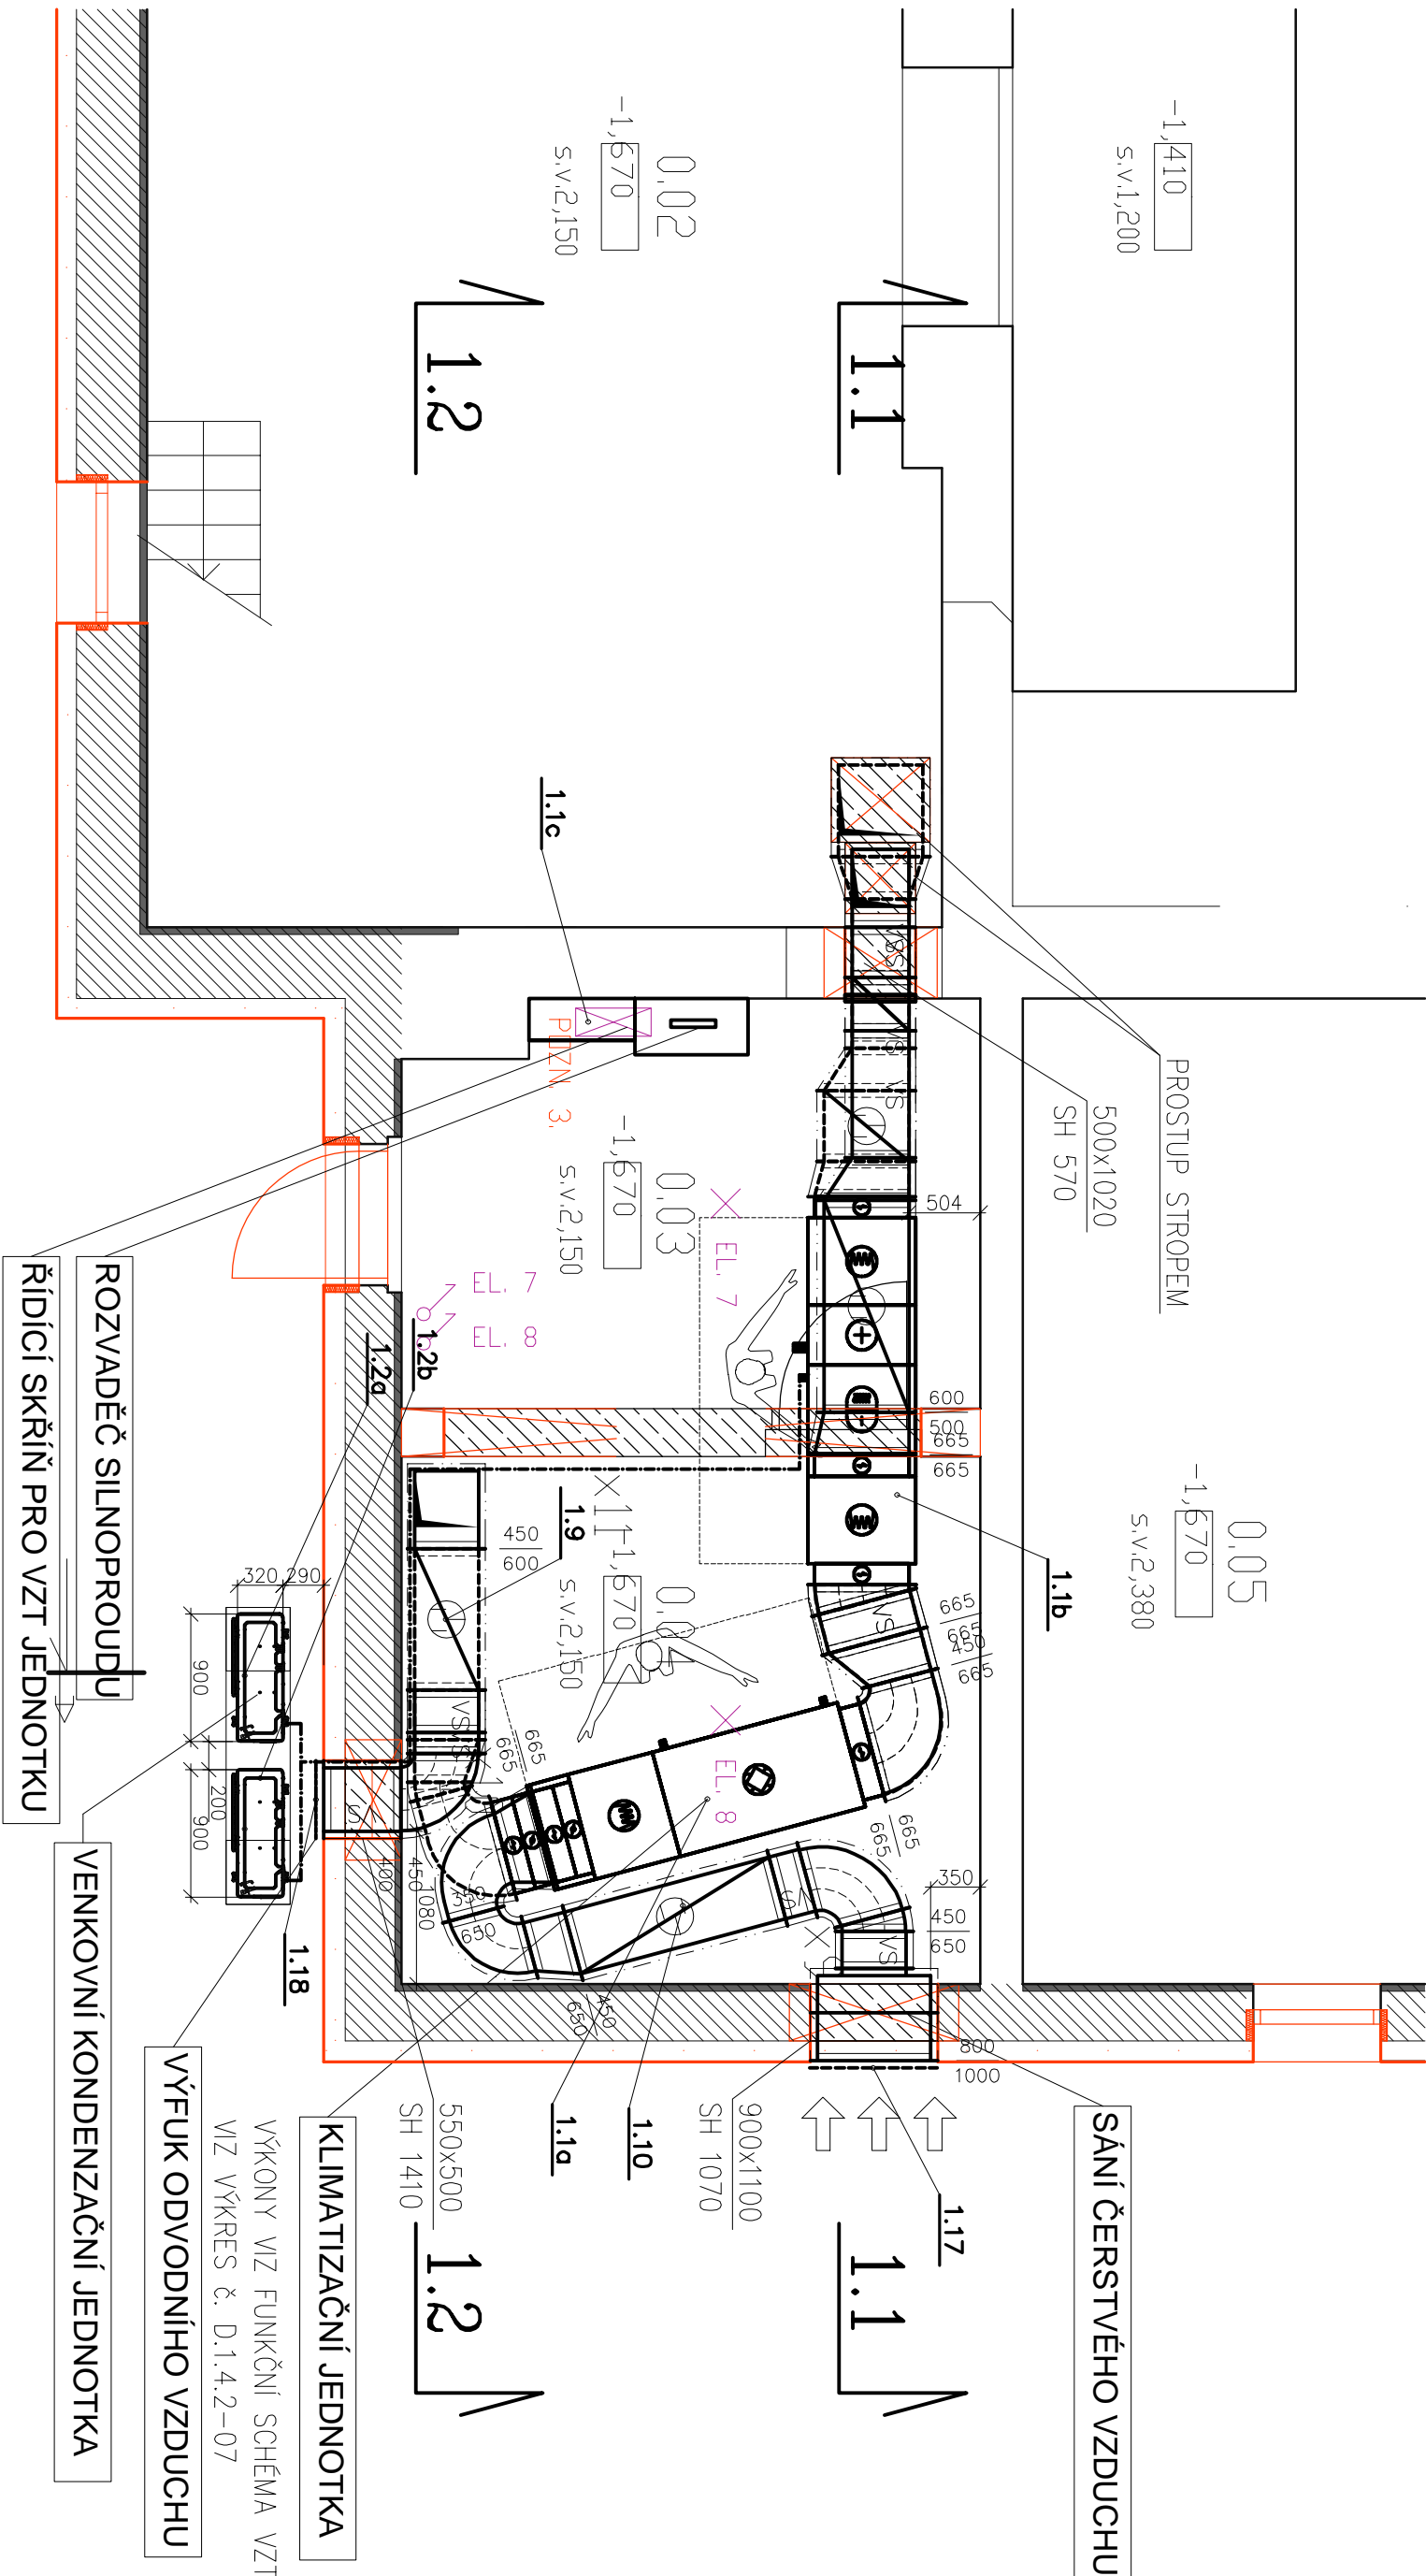 -1,410
s.v.1,200
0.02
-1,670
s.v.2,150
1.1
1.2
1.1c
PROSTUP STROPEM
500x1020
SH 570
POZN. 3.
0.03
-1,670
s.v.2,150
504
VS
VS
EL. 7
EL. 7
EL. 8
1.2b
1.2a
ROZVADĚČ SILNOPROUDU
ŘÍDÍCÍ SKŘÍŇ PRO VZT JEDNOTKU
600
500
665
665
0.05
-1,670
s.v.2,380
1.1b
1.9
450
600
-1,670
s.v.2,150
VS
665
665
450
665
EL. 8
665
665
665
665
320
290
900
200
900
VS
400
450
1080
350
650
350
450
650
VS
VS
450
650
1.18
800
1000
1.17
1.10
1.1a
900x1100
SH 1070
550x500
SH 1410
SÁNÍ ČERSTVÉHO VZDUCHU
1.1
1.2
KLIMATIZAČNÍ JEDNOTKA
VÝKONY VIZ FUNKČNÍ SCHÉMA VZT
VIZ VÝKRES č. D.1.4.2-07
VÝFUK ODVODNÍHO VZDUCHU
VENKOVNÍ KONDENZAČNÍ JEDNOTKA